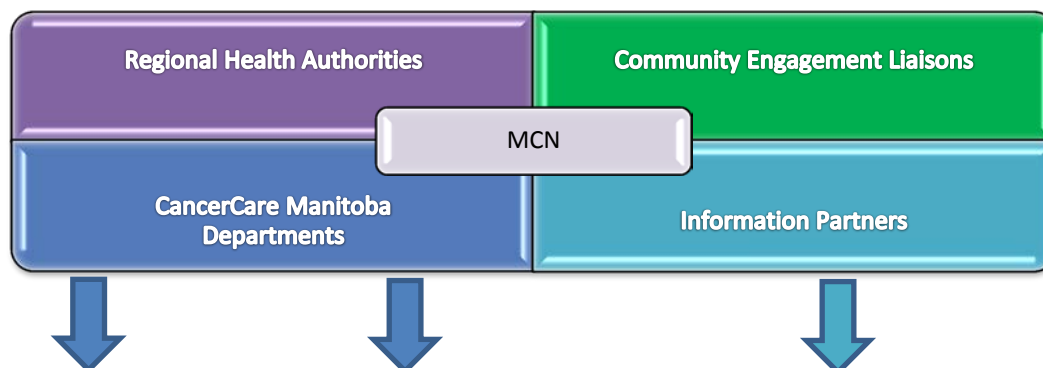 Regional Health Authorities
Community Engagement Liaisons
MCN
CancerCare Manitoba
Departments
Information Partners